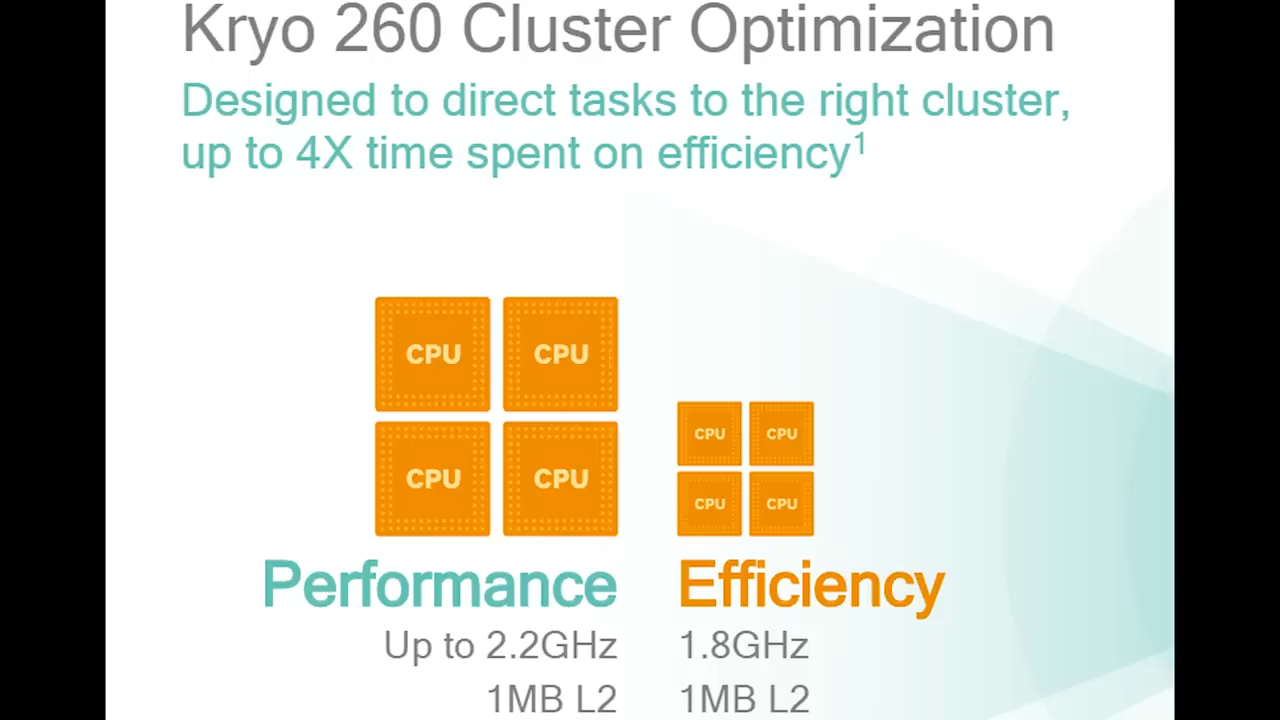 Kryo 260 Cluster Optimization
Designed to direct tasks to the right cluster,
up to 4X time spent on efficiency¹
CPU CPU
CPU CPU
CPU CPU
CPU CPU
Performance
Up to 2.2GHz
1MB L2
Efficiency
1.8GHz
1MB L2